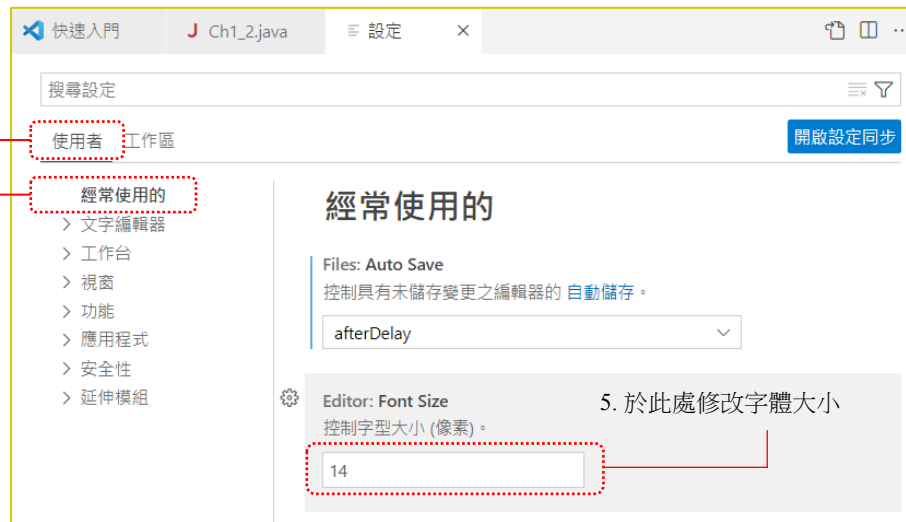 快速入門
J Ch1_2.java
設定
搜尋設定
使用者
工作區
開啟設定同步
經常使用的
文字編輯器
工作台
視窗
功能
應用程式
安全性
延伸模組
經常使用的
Files: Auto Save
控制具有未儲存變更之編輯器的 自動儲存。
afterDelay
Editor: Font Size
控制字型大小 (像素)。
14
5. 於此處修改字體大小